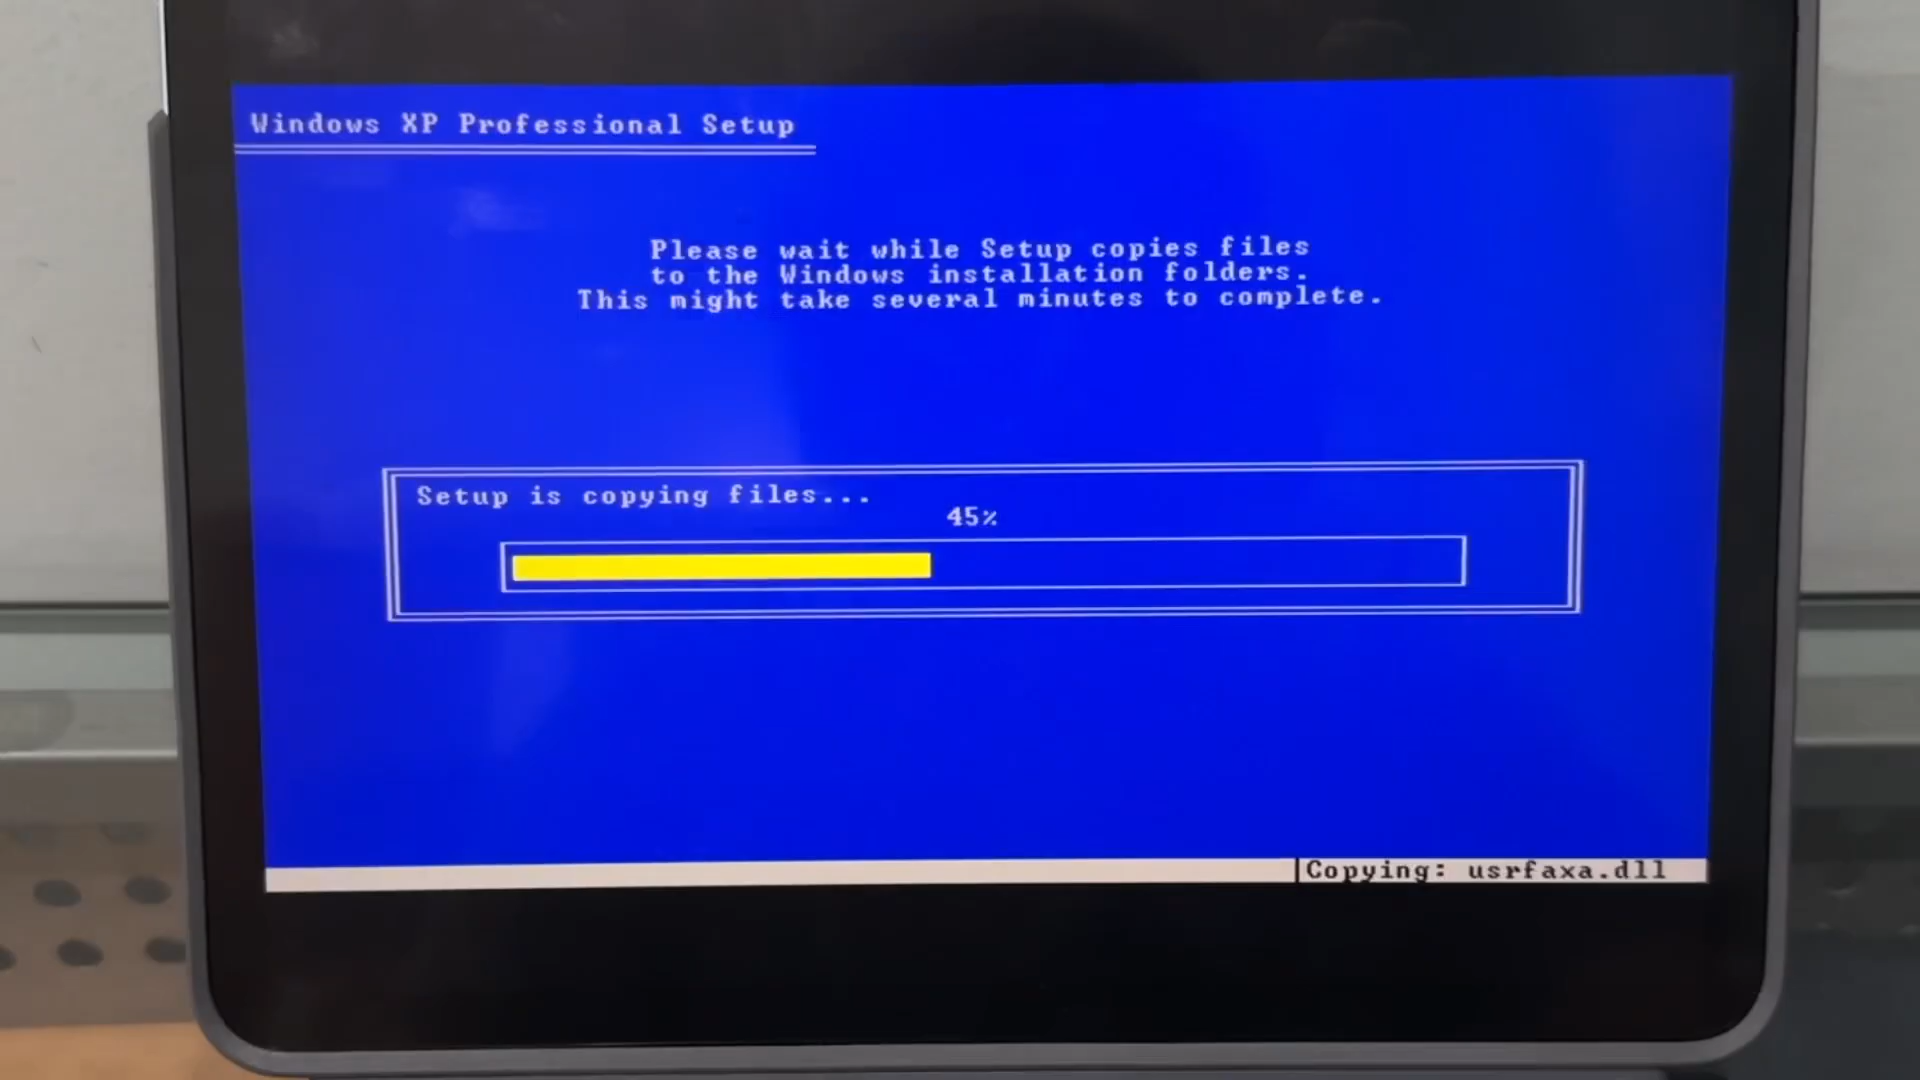 Windows XP Professional Setup
Please wait while Setup copies files
to the Windows installation folders.
This might take several minutes to complete.
Setup is copying files...
45%
Copying: usrfaxa.dll